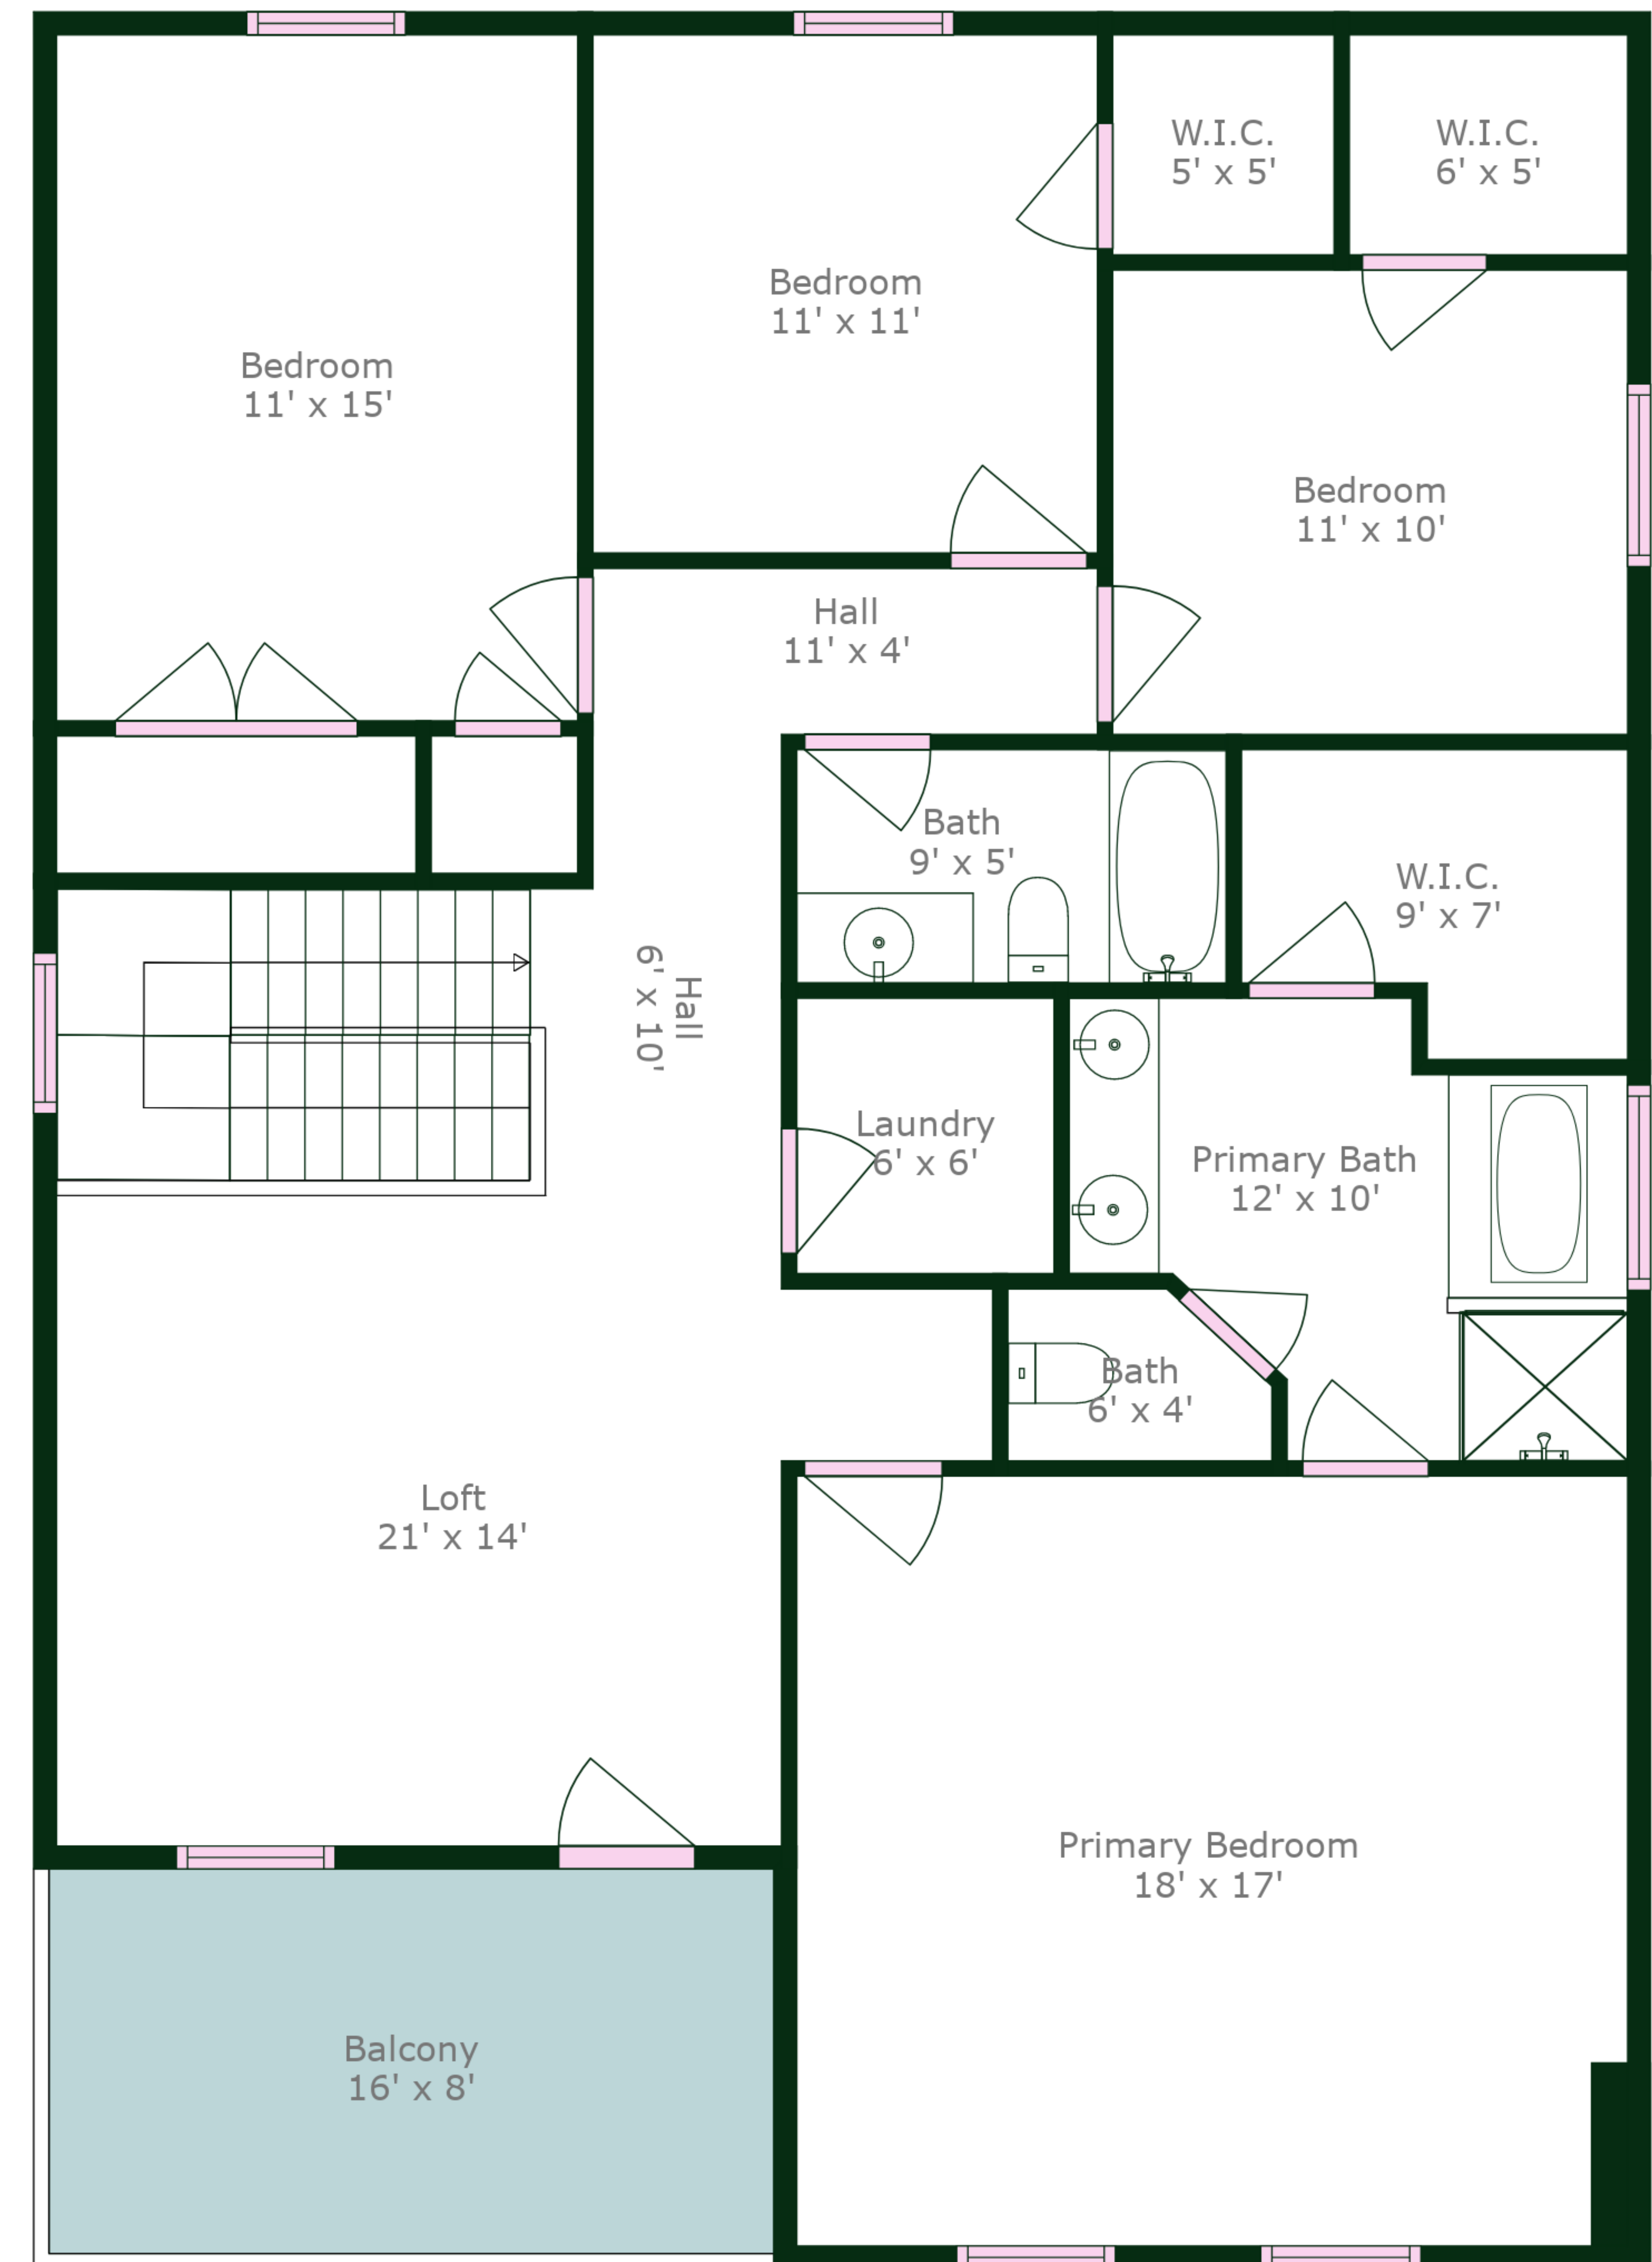 W.I.C.
5' x 5'
W.I.C.
6' x 5'
Bedroom
11' x 11'
Bedroom
11' x 15'
Bedroom
11' x 10'
Hall
11' x 4'
Bath
9' x 5'
W.I.C.
9' x 7'
Hall
6' x 10'
Laundry
6' x 6'
Primary Bath
12' x 10'
Bath
6' x 4'
Loft
21' x 14'
Primary Bedroom
18' x 17'
Balcony
16' x 8'